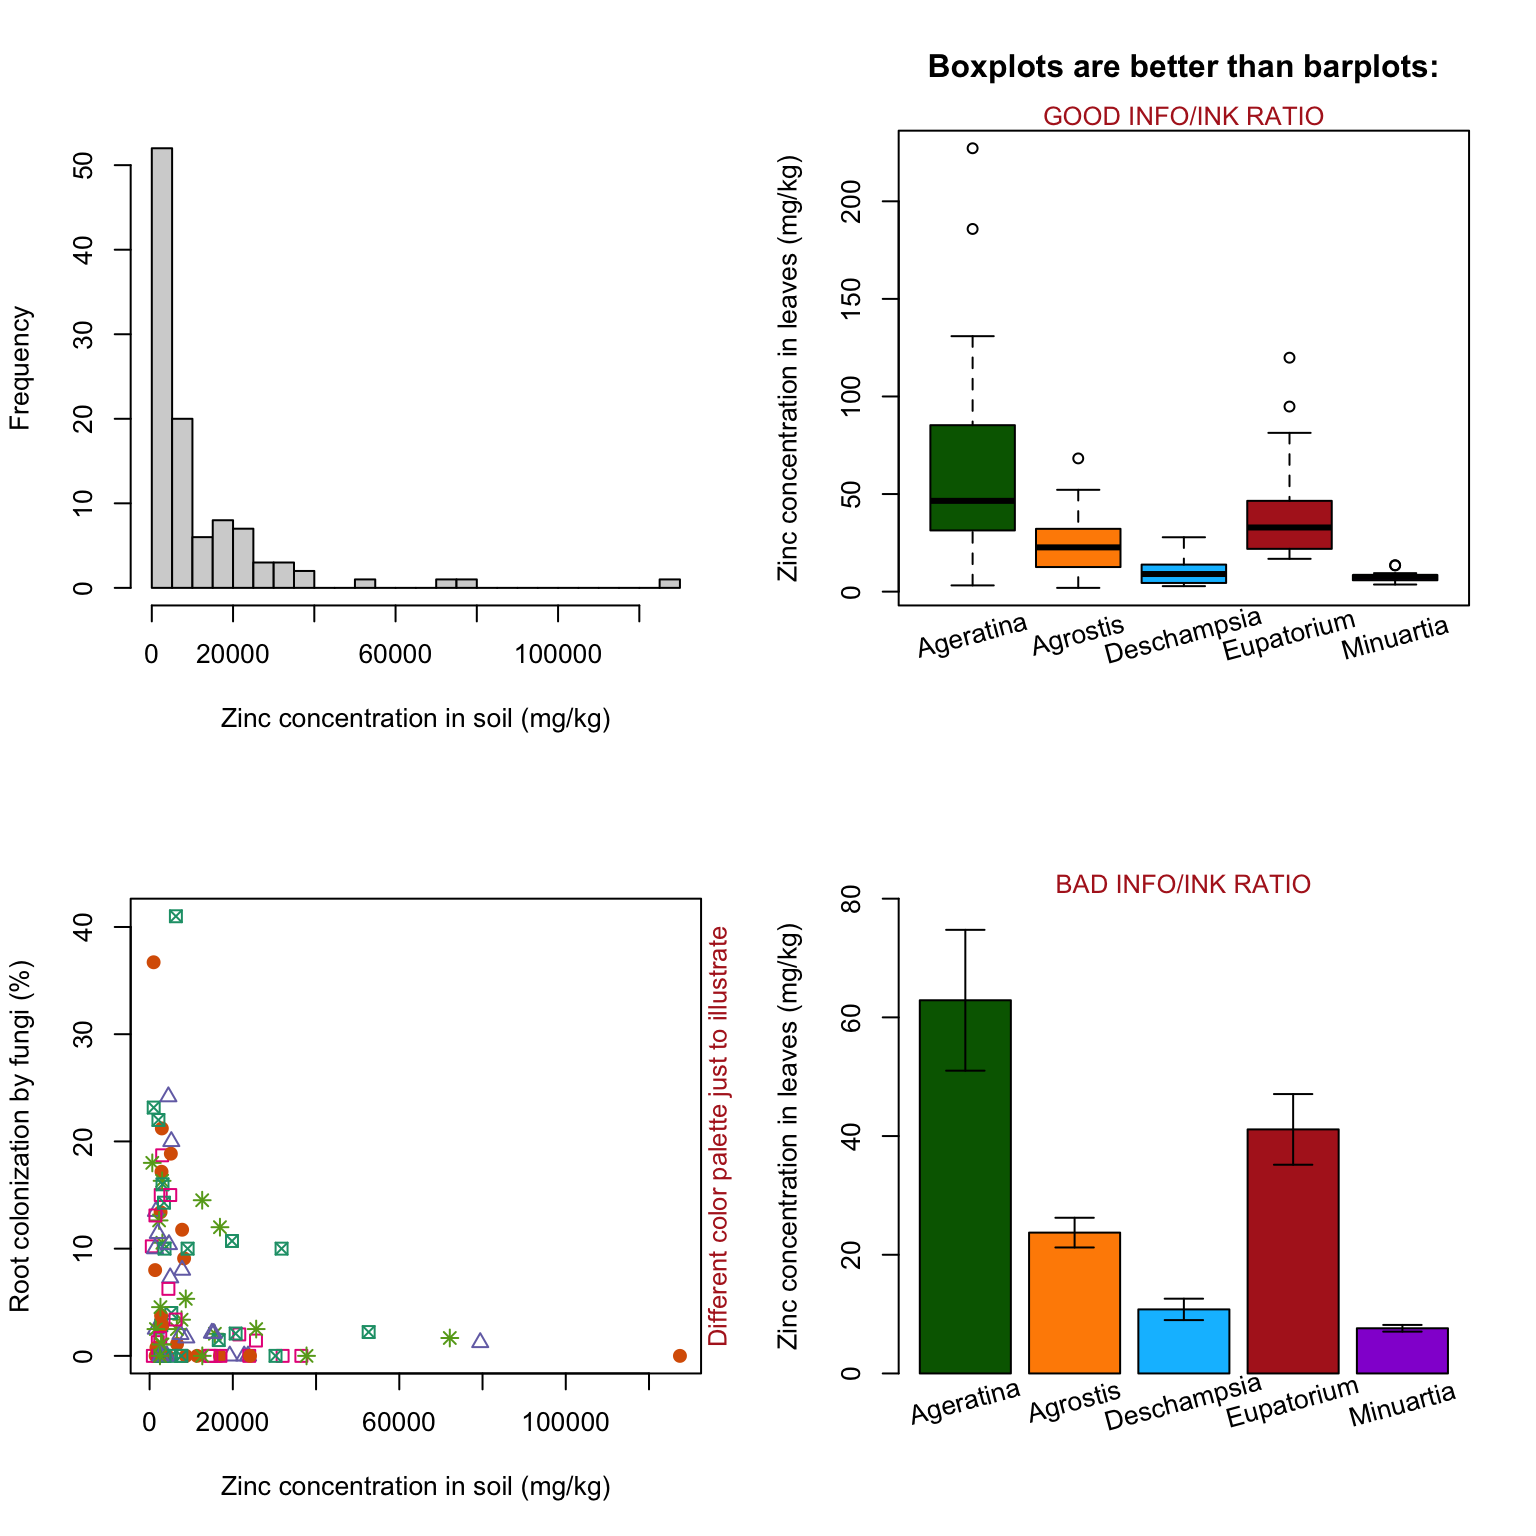 Frequency
50
40
30
20
10
0
0 20000 60000 100000
Zinc concentration in soil (mg/kg)
Boxplots are better than barplots:
GOOD INFO/INK RATIO
Zinc concentration in leaves (mg/kg)
200
150
100
50
0
Ageratina Agrostis Deschampsia Eupatorium Minuartia
Root colonization by fungi (%)
40
30
20
10
0
0 20000 60000 100000
Zinc concentration in soil (mg/kg)
Different color palette just to illustrate
BAD INFO/INK RATIO
Zinc concentration in leaves (mg/kg)
80
60
40
20
0
Ageratina Agrostis Deschampsia Eupatorium Minuartia